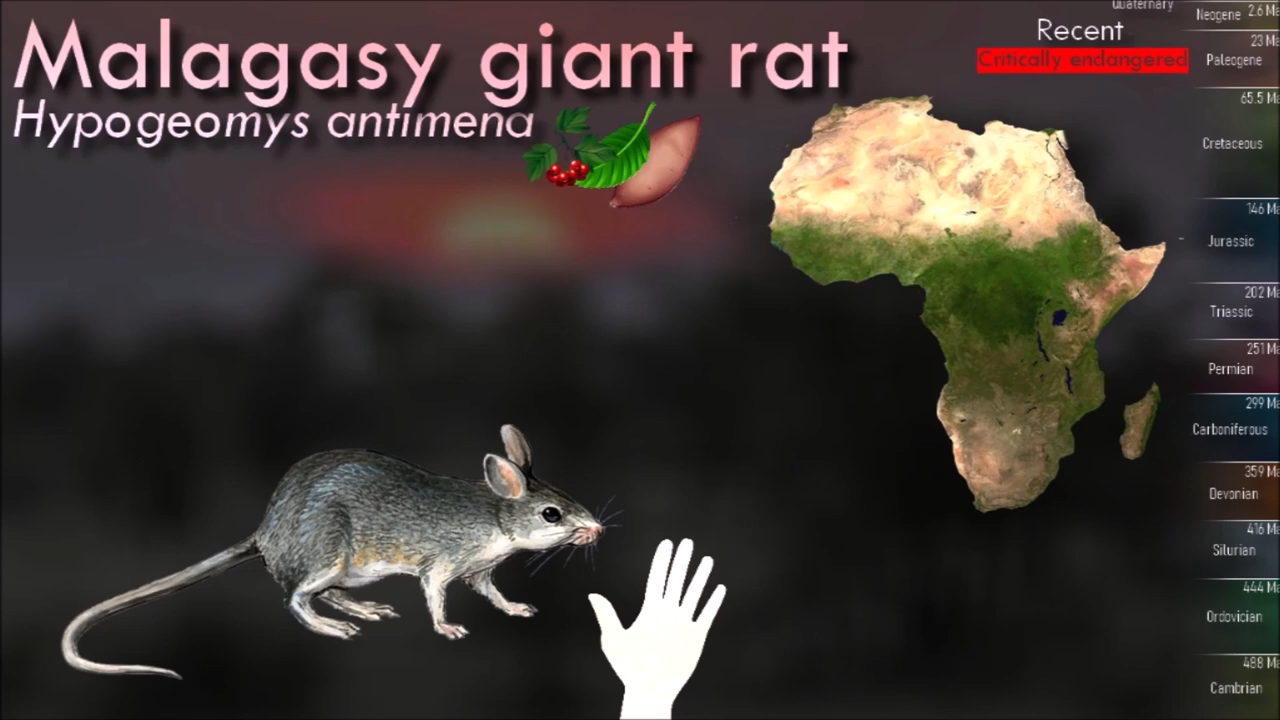 Malagasy giant rat
Hypogeomys antimena
Recent
Critically endangered
Quaternary
Neogene
2.6 Ma
Paleogene
23 Ma
65.5 Ma
Cretaceous
146 Ma
Jurassic
202 Ma
Triassic
251 Ma
Permian
299 Ma
Carboniferous
359 Ma
Devonian
416 Ma
Silurian
444 Ma
Ordovician
488 Ma
Cambrian